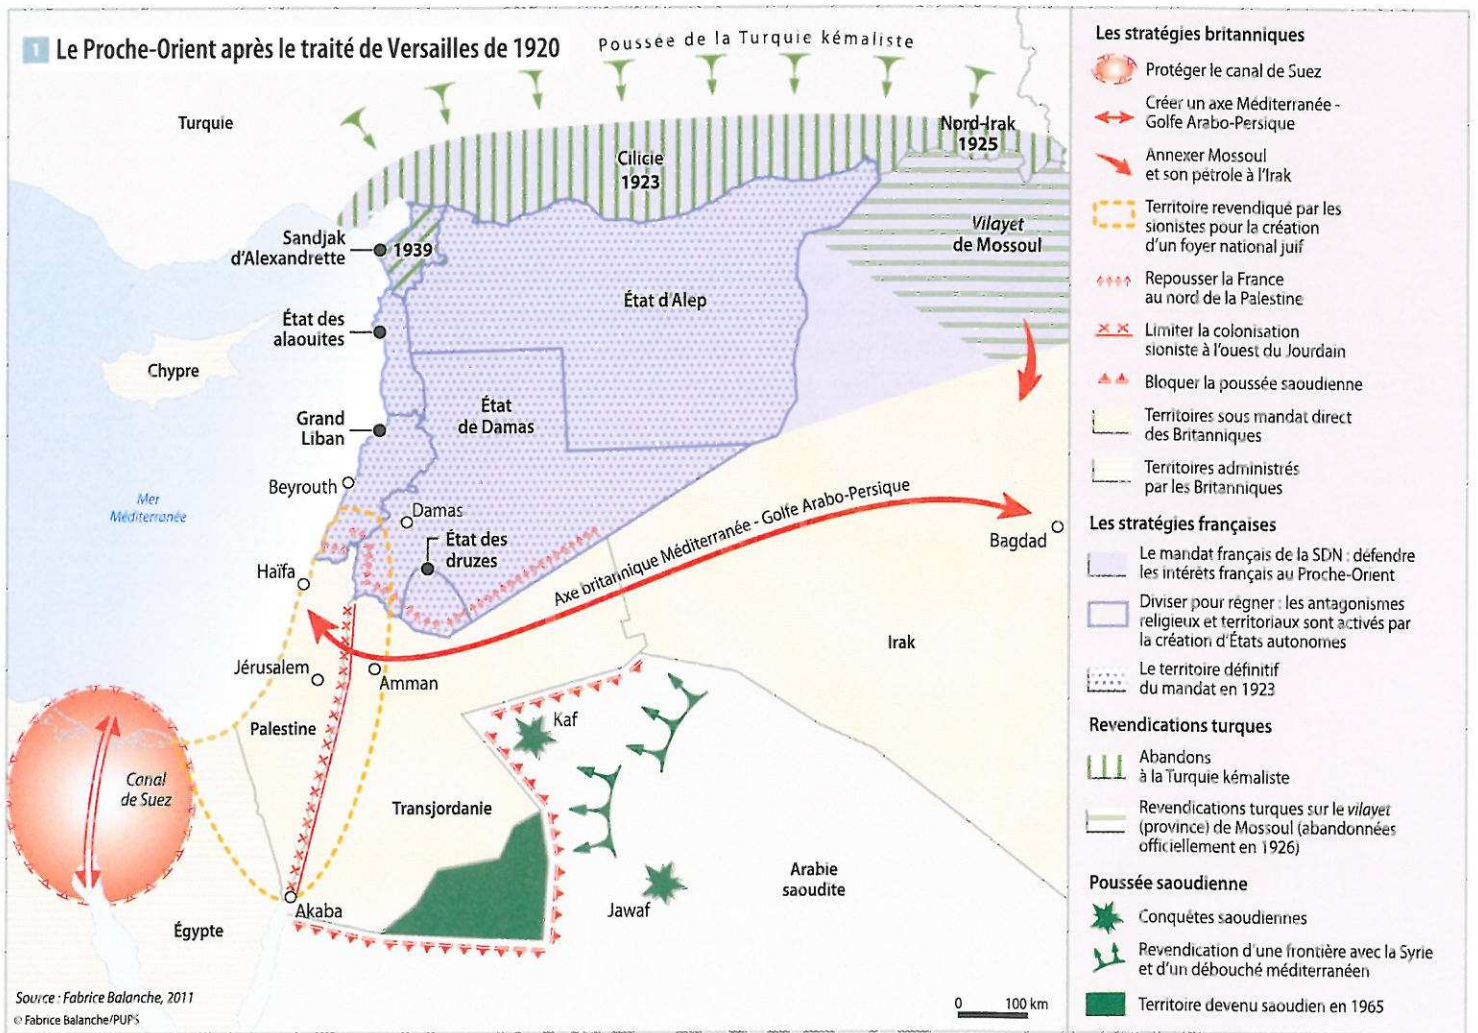 1 Le Proche-Orient après le traité de Versailles de 1920
Poussée de la Turquie kémaliste
Turquie
Cilicie
1923
Nord-Irak
1925
Sandjak
d'Alexandrette
1939
Vilayet
de Mossoul
État d'Alep
État des
alaouites
Chypre
Grand
Liban
État
de Damas
Beyrouth
Mer
Méditerranée
Damas
État des
druzes
Haïfa
Axe britannique Méditerranée - Golfe Arabo-Persique
Bagdad
Irak
Jérusalem
Amman
Palestine
Kaf
Canal
de Suez
Transjordanie
Arabie
saoudite
Jawaf
Akaba
Égypte
Source : Fabrice Balanche, 2011
© Fabrice Balanche/PUPS
0 100 km
Les stratégies britanniques
Protéger le canal de Suez
Créer un axe Méditerranée -
Golfe Arabo-Persique
Annexer Mossoul
et son pétrole à l'Irak
Territoire revendiqué par les
sionistes pour la création
d'un foyer national juif
Repousser la France
au nord de la Palestine
Limiter la colonisation
sioniste à l'ouest du Jourdain
Bloquer la poussée saoudienne
Territoires sous mandat direct
des Britanniques
Territoires administrés
par les Britanniques
Les stratégies françaises
Le mandat français de la SDN : défendre
les intérêts français au Proche-Orient
Diviser pour régner : les antagonismes
religieux et territoriaux sont activés par
la création d'États autonomes
Le territoire définitif
du mandat en 1923
Revendications turques
Abandons
à la Turquie kémaliste
Revendications turques sur le vilayet
(province) de Mossoul (abandonnées
officiellement en 1926)
Poussée saoudienne
Conquêtes saoudiennes
Revendication d'une frontière avec la Syrie
et d'un débouché méditerranéen
Territoire devenu saoudien en 1965